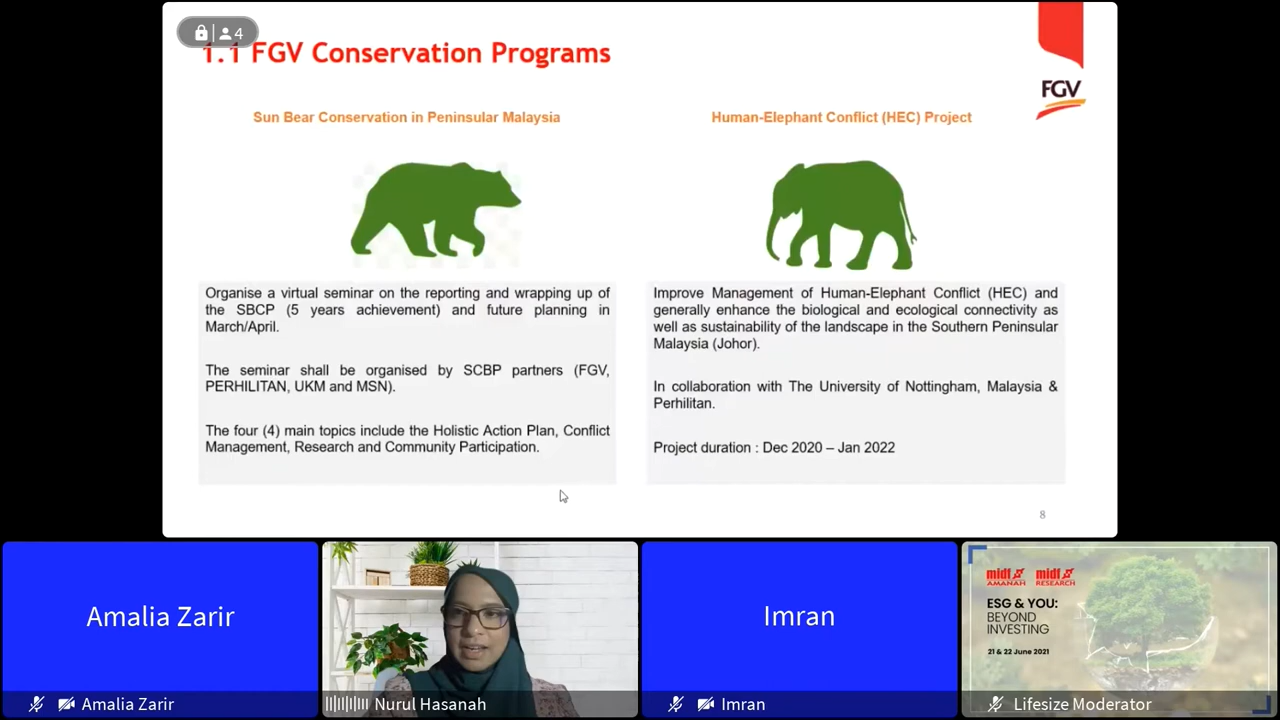 4
1.1 FGV Conservation Programs
FGV
Sun Bear Conservation in Peninsular Malaysia
Organise a virtual seminar on the reporting and wrapping up of
the SBCP (5 years achievement) and future planning in
March/April.
The seminar shall be organised by SCBP partners (FGV,
PERHILITAN, UKM and MSN).
The four (4) main topics include the Holistic Action Plan, Conflict
Management, Research and Community Participation.
Human-Elephant Conflict (HEC) Project
Improve Management of Human-Elephant Conflict (HEC) and
generally enhance the biological and ecological connectivity as
well as sustainability of the landscape in the Southern Peninsular
Malaysia (Johor).
In collaboration with The University of Nottingham, Malaysia &
Perhilitan.
Project duration : Dec 2020 – Jan 2022
8
Amalia Zarir
Amalia Zarir
Nurul Hasanah
Imran
Imran
midf
AMANAH
midf
RESEARCH
ESG & YOU:
BEYOND
INVESTING
21 & 22 June 2021
Lifesize Moderator